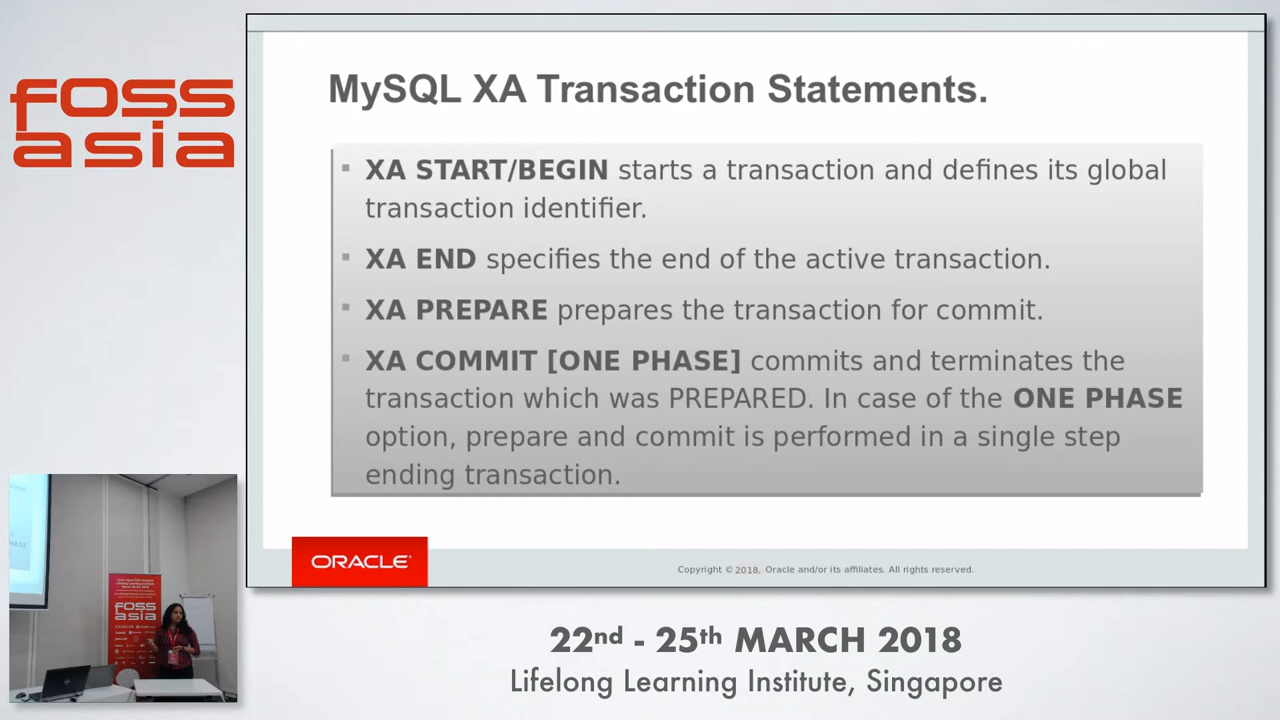 foss
asia
MySQL XA Transaction Statements.
▪ XA START/BEGIN starts a transaction and defines its global
transaction identifier.
▪ XA END specifies the end of the active transaction.
▪ XA PREPARE prepares the transaction for commit.
▪ XA COMMIT [ONE PHASE] commits and terminates the
transaction which was PREPARED. In case of the ONE PHASE
option, prepare and commit is performed in a single step
ending transaction.
ORACLE
Copyright © 2018, Oracle and/or its affiliates. All rights reserved.
foss
asia
22nd - 25th MARCH 2018
Lifelong Learning Institute, Singapore